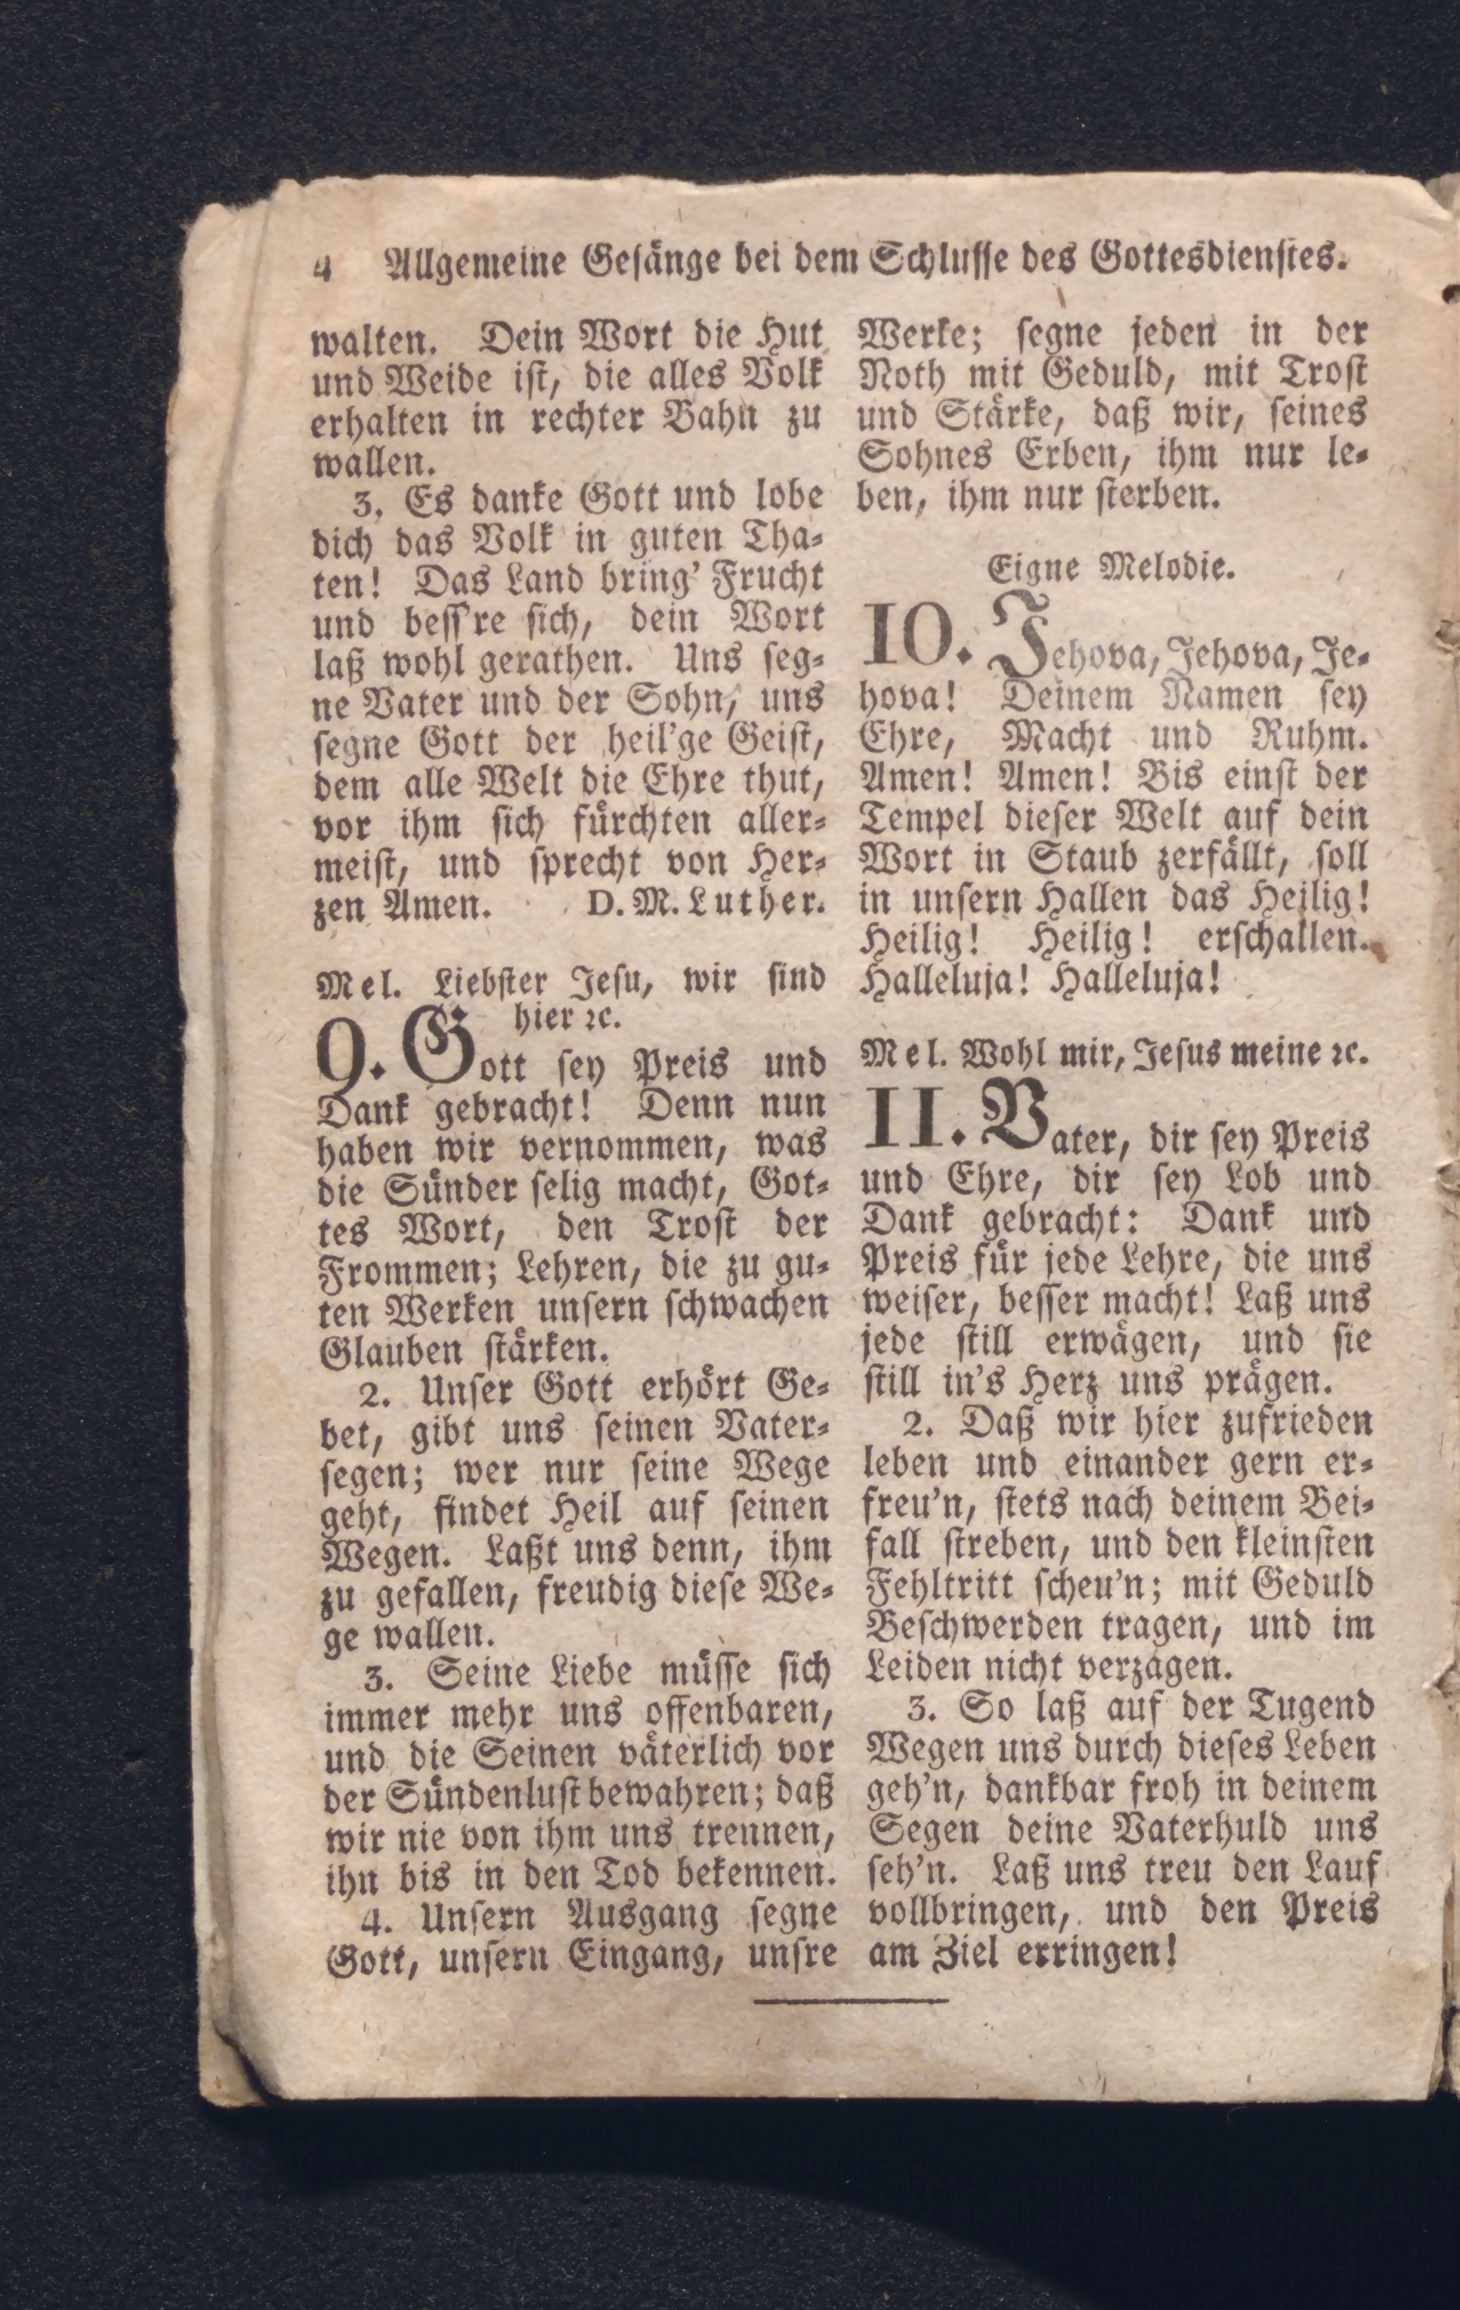 4 Allgemeine Gesänge bei dem Schlusse des Gottesdienstes.
walten. Dein Wort die Hut
und Weide ist, die alles Volk
erhalten in rechter Bahn zu
wallen.
3. Es danke Gott und lobe
dich das Volk in guten Tha-
ten! Das Land bring' Frucht
und bess're sich, dein Wort
laß wohl gerathen. Uns seg-
ne Vater und der Sohn, uns
segne Gott der heil'ge Geist,
dem alle Welt die Ehre thut,
vor ihm sich fürchten aller-
meist, und sprecht von Her-
zen Amen. D. M. Luther.
Mel. Liebster Jesu, wir sind
hier ꝛc.
9. Gott sey Preis und
Dank gebracht! Denn nun
haben wir vernommen, was
die Sünder selig macht, Got-
tes Wort, den Trost der
Frommen; Lehren, die zu gu-
ten Werken unsern schwachen
Glauben stärken.
2. Unser Gott erhört Ge-
bet, gibt uns seinen Vater-
segen; wer nur seine Wege
geht, findet Heil auf seinen
Wegen. Laßt uns denn, ihm
zu gefallen, freudig diese We-
ge wallen.
3. Seine Liebe müsse sich
immer mehr uns offenbaren,
und die Seinen väterlich vor
der Sündenlust bewahren; daß
wir nie von ihm uns trennen,
ihn bis in den Tod bekennen.
4. Unsern Ausgang segne
Gott, unsern Eingang, unsre
Werke; segne jeden in der
Noth mit Geduld, mit Trost
und Stärke, daß wir, seines
Sohnes Erben, ihm nur le-
ben, ihm nur sterben.
Eigne Melodie.
10. Jehova, Jehova, Je-
hova! Deinem Namen sey
Ehre, Macht und Ruhm.
Amen! Amen! Bis einst der
Tempel dieser Welt auf dein
Wort in Staub zerfällt, soll
in unsern Hallen das Heilig!
Heilig! Heilig! erschallen.
Halleluja! Halleluja!
Mel. Wohl mir, Jesus meine ꝛc.
11. Vater, dir sey Preis
und Ehre, dir sey Lob und
Dank gebracht: Dank und
Preis für jede Lehre, die uns
weiser, besser macht! Laß uns
jede still erwägen, und sie
still in's Herz uns prägen.
2. Daß wir hier zufrieden
leben und einander gern er-
freu'n, stets nach deinem Bei-
fall streben, und den kleinsten
Fehltritt scheu'n; mit Geduld
Beschwerden tragen, und im
Leiden nicht verzagen.
3. So laß auf der Tugend
Wegen uns durch dieses Leben
geh'n, dankbar froh in deinem
Segen deine Vaterhuld uns
seh'n. Laß uns treu den Lauf
vollbringen, und den Preis
am Ziel erringen!